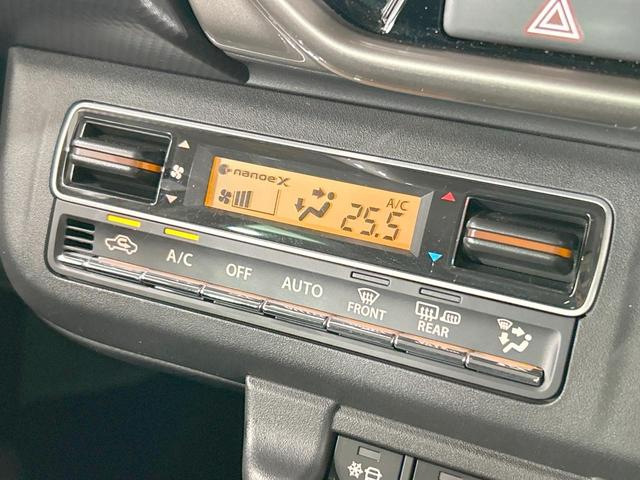 nanoeX
A/C
25.5
A/C
OFF
AUTO
FRONT
REAR